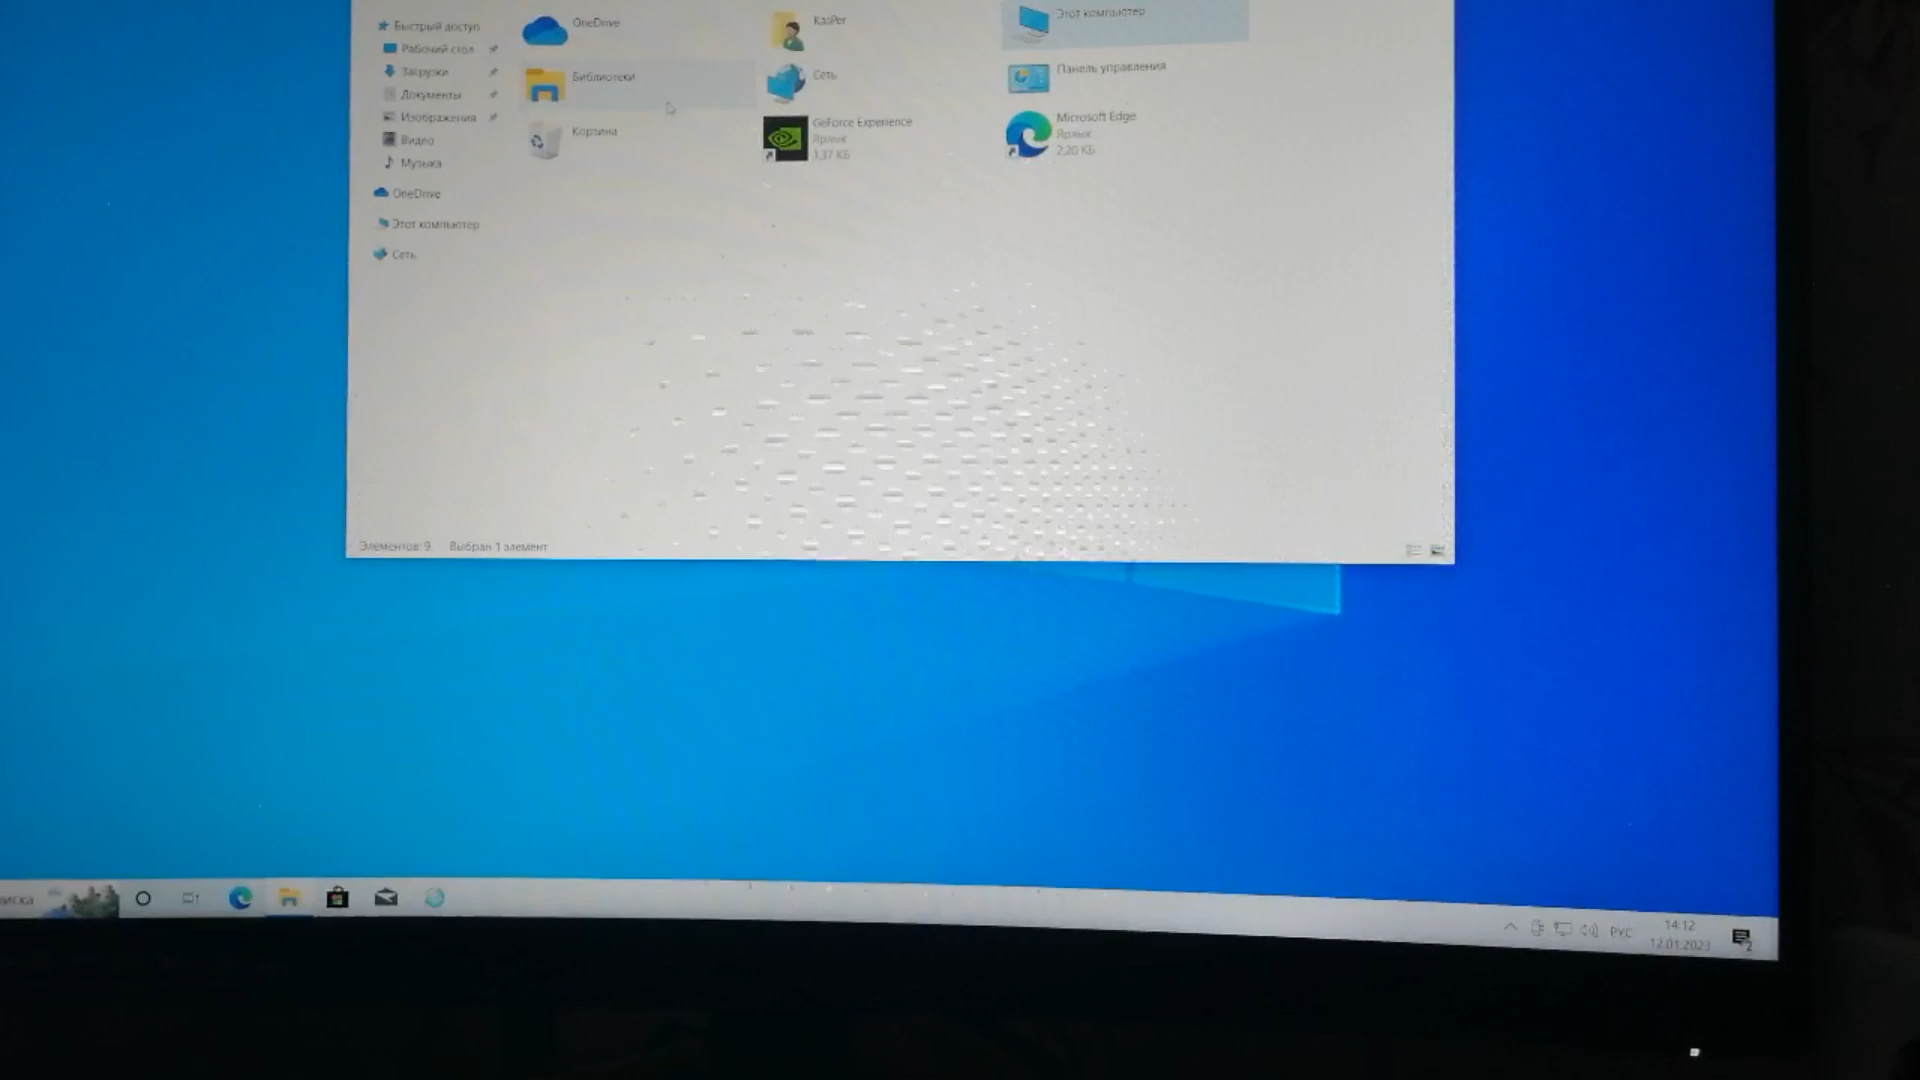 Быстрый доступ
Рабочий стол
Загрузки
Документы
Изображения
Видео
Музыка
OneDrive
Этот компьютер
Сеть
OneDrive
KasPer
Этот компьютер
Библиотеки
Сеть
Панель управления
Корзина
GeForce Experience
Ярлык
1,37 КБ
Microsoft Edge
Ярлык
2,20 КБ
Элементов: 9 Выбран 1 элемент
иска
РУС
14:12
12.01.2023
2